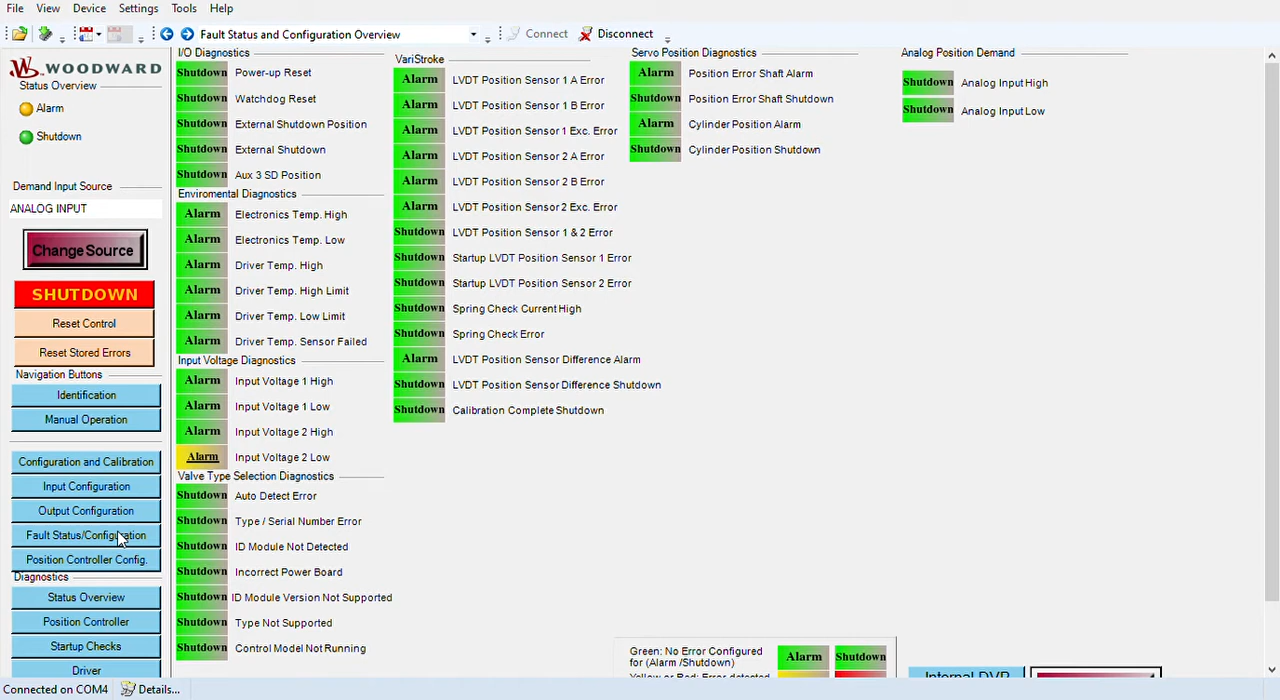 File View Device Settings Tools Help
Fault Status and Configuration Overview Connect Disconnect
WOODWARD
Status Overview
Alarm
Shutdown
Demand Input Source
ANALOG INPUT
Change Source
SHUTDOWN
Reset Control
Reset Stored Errors
Navigation Buttons
Identification
Manual Operation
Configuration and Calibration
Input Configuration
Output Configuration
Fault Status/Configuration
Position Controller Config.
Diagnostics
Status Overview
Position Controller
Startup Checks
Driver
I/O Diagnostics
Shutdown Power-up Reset
Shutdown Watchdog Reset
Shutdown External Shutdown Position
Shutdown External Shutdown
Shutdown Aux 3 SD Position
Enviromental Diagnostics
Alarm Electronics Temp. High
Alarm Electronics Temp. Low
Alarm Driver Temp. High
Alarm Driver Temp. High Limit
Alarm Driver Temp. Low Limit
Alarm Driver Temp. Sensor Failed
Input Voltage Diagnostics
Alarm Input Voltage 1 High
Alarm Input Voltage 1 Low
Alarm Input Voltage 2 High
Alarm Input Voltage 2 Low
Valve Type Selection Diagnostics
Shutdown Auto Detect Error
Shutdown Type / Serial Number Error
Shutdown ID Module Not Detected
Shutdown Incorrect Power Board
Shutdown ID Module Version Not Supported
Shutdown Type Not Supported
Shutdown Control Model Not Running
VariStroke
Alarm LVDT Position Sensor 1 A Error
Alarm LVDT Position Sensor 1 B Error
Alarm LVDT Position Sensor 1 Exc. Error
Alarm LVDT Position Sensor 2 A Error
Alarm LVDT Position Sensor 2 B Error
Alarm LVDT Position Sensor 2 Exc. Error
Shutdown LVDT Position Sensor 1 & 2 Error
Shutdown Startup LVDT Position Sensor 1 Error
Shutdown Startup LVDT Position Sensor 2 Error
Shutdown Spring Check Current High
Shutdown Spring Check Error
Alarm LVDT Position Sensor Difference Alarm
Shutdown LVDT Position Sensor Difference Shutdown
Shutdown Calibration Complete Shutdown
Servo Position Diagnostics
Alarm Position Error Shaft Alarm
Shutdown Position Error Shaft Shutdown
Alarm Cylinder Position Alarm
Shutdown Cylinder Position Shutdown
Analog Position Demand
Shutdown Analog Input High
Shutdown Analog Input Low
Green: No Error Configured
for (Alarm /Shutdown)
Yellow or Red: Error detected
Alarm Shutdown
Internal DVP
Connected on COM4 Details...